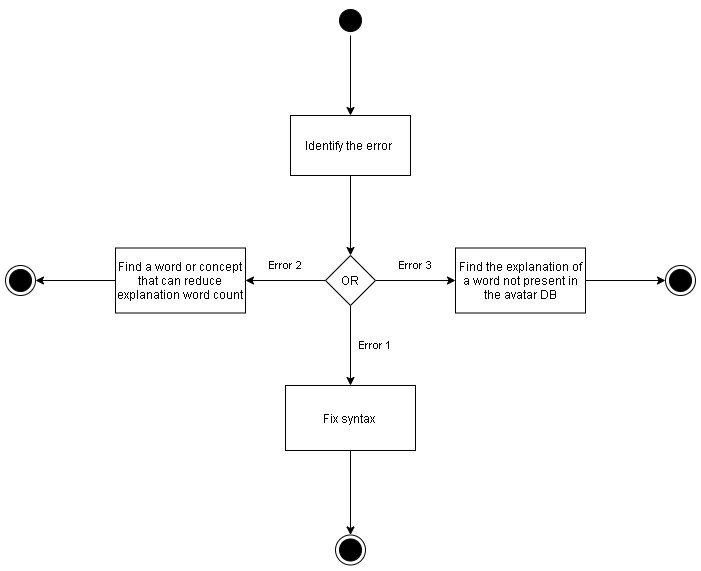 Identify the error
Find a word or concept
that can reduce
explanation word count
Error 2
OR
Error 3
Find the explanation of
a word not present in
the avatar DB
Error 1
Fix syntax